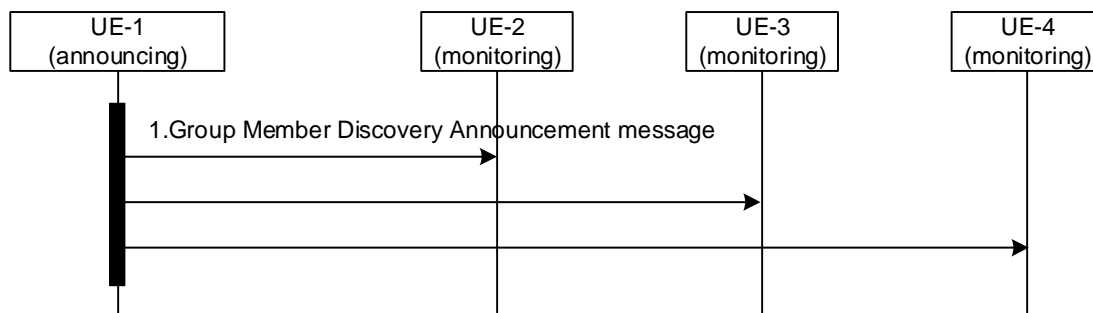 UE-1
(announcing)
UE-2
(monitoring)
UE-3
(monitoring)
UE-4
(monitoring)
1.Group Member Discovery Announcement message